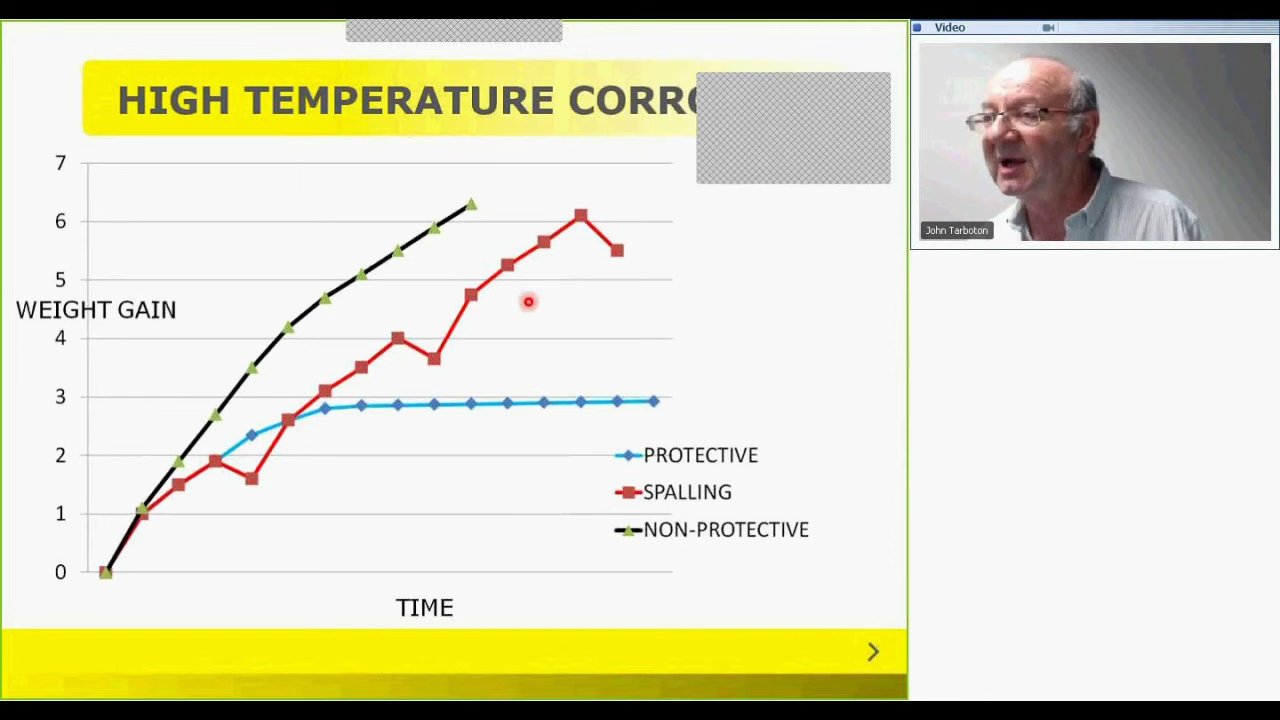 Video
HIGH TEMPERATURE
7
6
5
WEIGHT GAIN
4
3
2
1
0
PROTECTIVE
SPALLING
NON-PROTECTIVE
TIME
John Tarboton